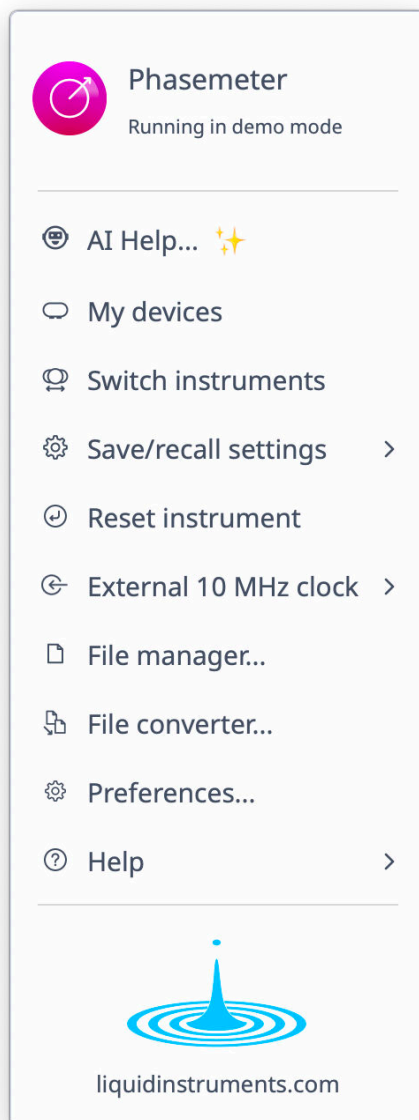 Phasemeter
Running in demo mode
AI Help... ✨
My devices
Switch instruments
Save/recall settings
Reset instrument
External 10 MHz clock
File manager...
File converter...
Preferences...
Help
liquidinstruments.com